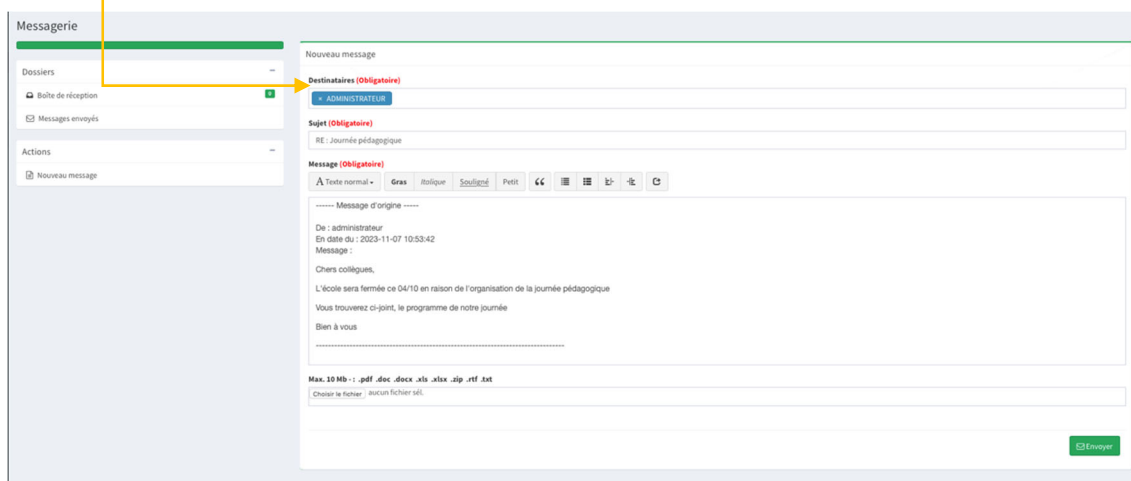 Messagerie
Dossiers
Boîte de réception 9
Messages envoyés
Actions
Nouveau message
Nouveau message
Destinataires (Obligatoire)
× ADMINISTRATEUR
Sujet (Obligatoire)
RE : Journée pédagogique
Message (Obligatoire)
A Texte normal Gras Italique Souligné Petit
------ Message d'origine -----
De : administrateur
En date du : 2023-11-07 10:53:42
Message :
Chers collègues,
L'école sera fermée ce 04/10 en raison de l'organisation de la journée pédagogique
Vous trouverez ci-joint, le programme de notre journée
Bien à vous
--------------------------------------------------------------------------------
Max. 10 Mb - : .pdf .doc .docx .xls .xlsx .zip .rtf .txt
Choisir le fichier aucun fichier sél.
Envoyer